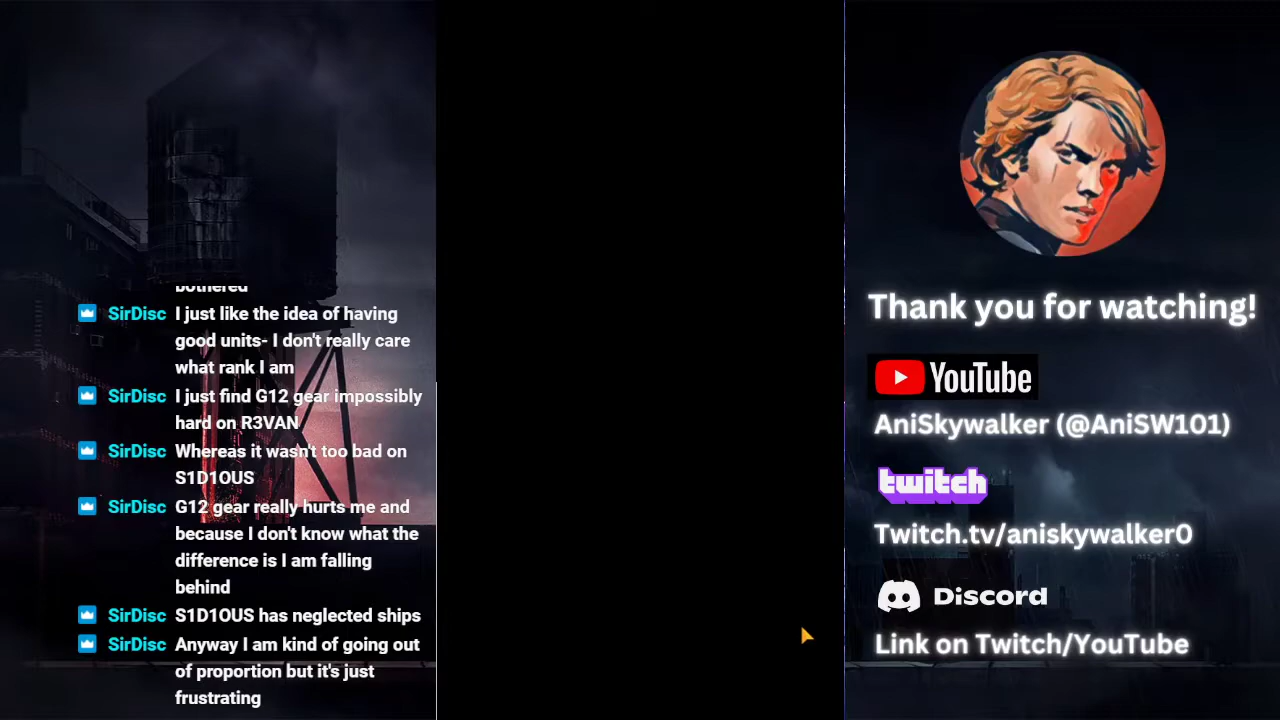 bothered
SirDisc I just like the idea of having
good units- I don't really care
what rank I am
SirDisc I just find G12 gear impossibly
hard on R3VAN
SirDisc Whereas it wasn't too bad on
S1D1OUS
SirDisc G12 gear really hurts me and
because I don't know what the
difference is I am falling
behind
SirDisc S1D1OUS has neglected ships
SirDisc Anyway I am kind of going out
of proportion but it's just
frustrating
Thank you for watching!
YouTube
AniSkywalker (@AniSW101)
twitch
Twitch.tv/aniskywalker0
Discord
Link on Twitch/YouTube